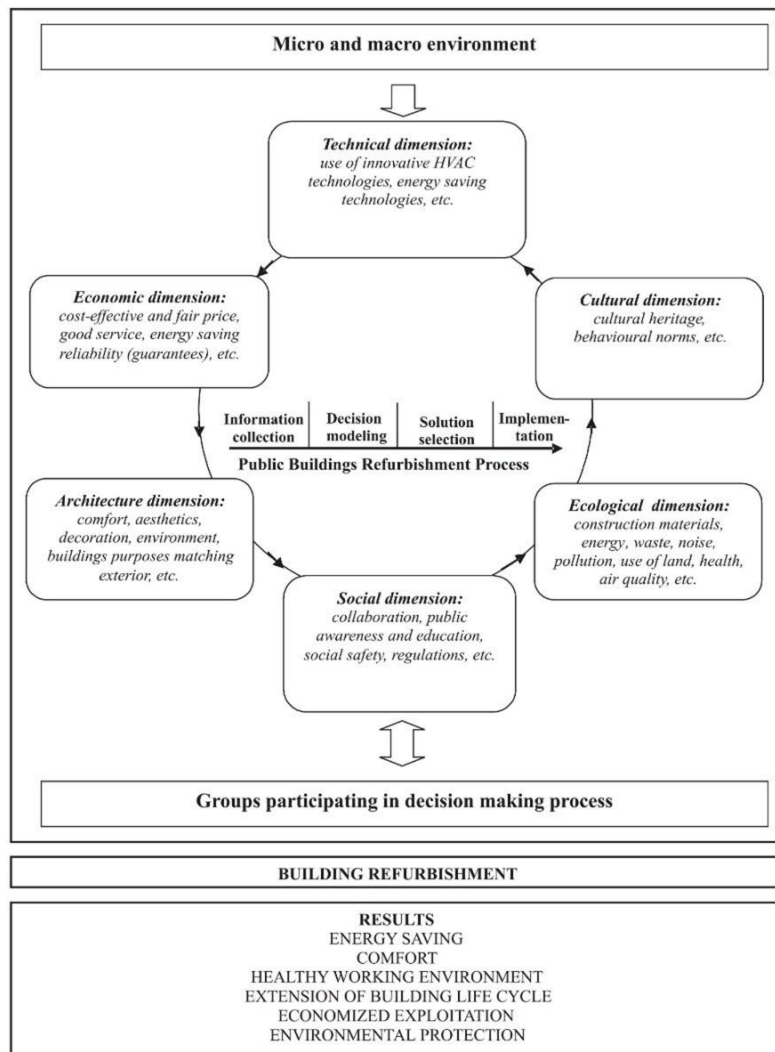 Micro and macro environment
Technical dimension:
use of innovative HVAC
technologies, energy saving
technologies, etc.
Economic dimension:
cost-effective and fair price,
good service, energy saving
reliability (guarantees), etc.
Cultural dimension:
cultural heritage,
behavioural norms, etc.
Information
collection
Decision
modeling
Solution
selection
Implemen-
tation
Public Buildings Refurbishment Process
Architecture dimension:
comfort, aesthetics,
decoration, environment,
buildings purposes matching
exterior, etc.
Ecological dimension:
construction materials,
energy, waste, noise,
pollution, use of land, health,
air quality, etc.
Social dimension:
collaboration, public
awareness and education,
social safety, regulations, etc.
Groups participating in decision making process
BUILDING REFURBISHMENT
RESULTS
ENERGY SAVING
COMFORT
HEALTHY WORKING ENVIRONMENT
EXTENSION OF BUILDING LIFE CYCLE
ECONOMIZED EXPLOITATION
ENVIRONMENTAL PROTECTION